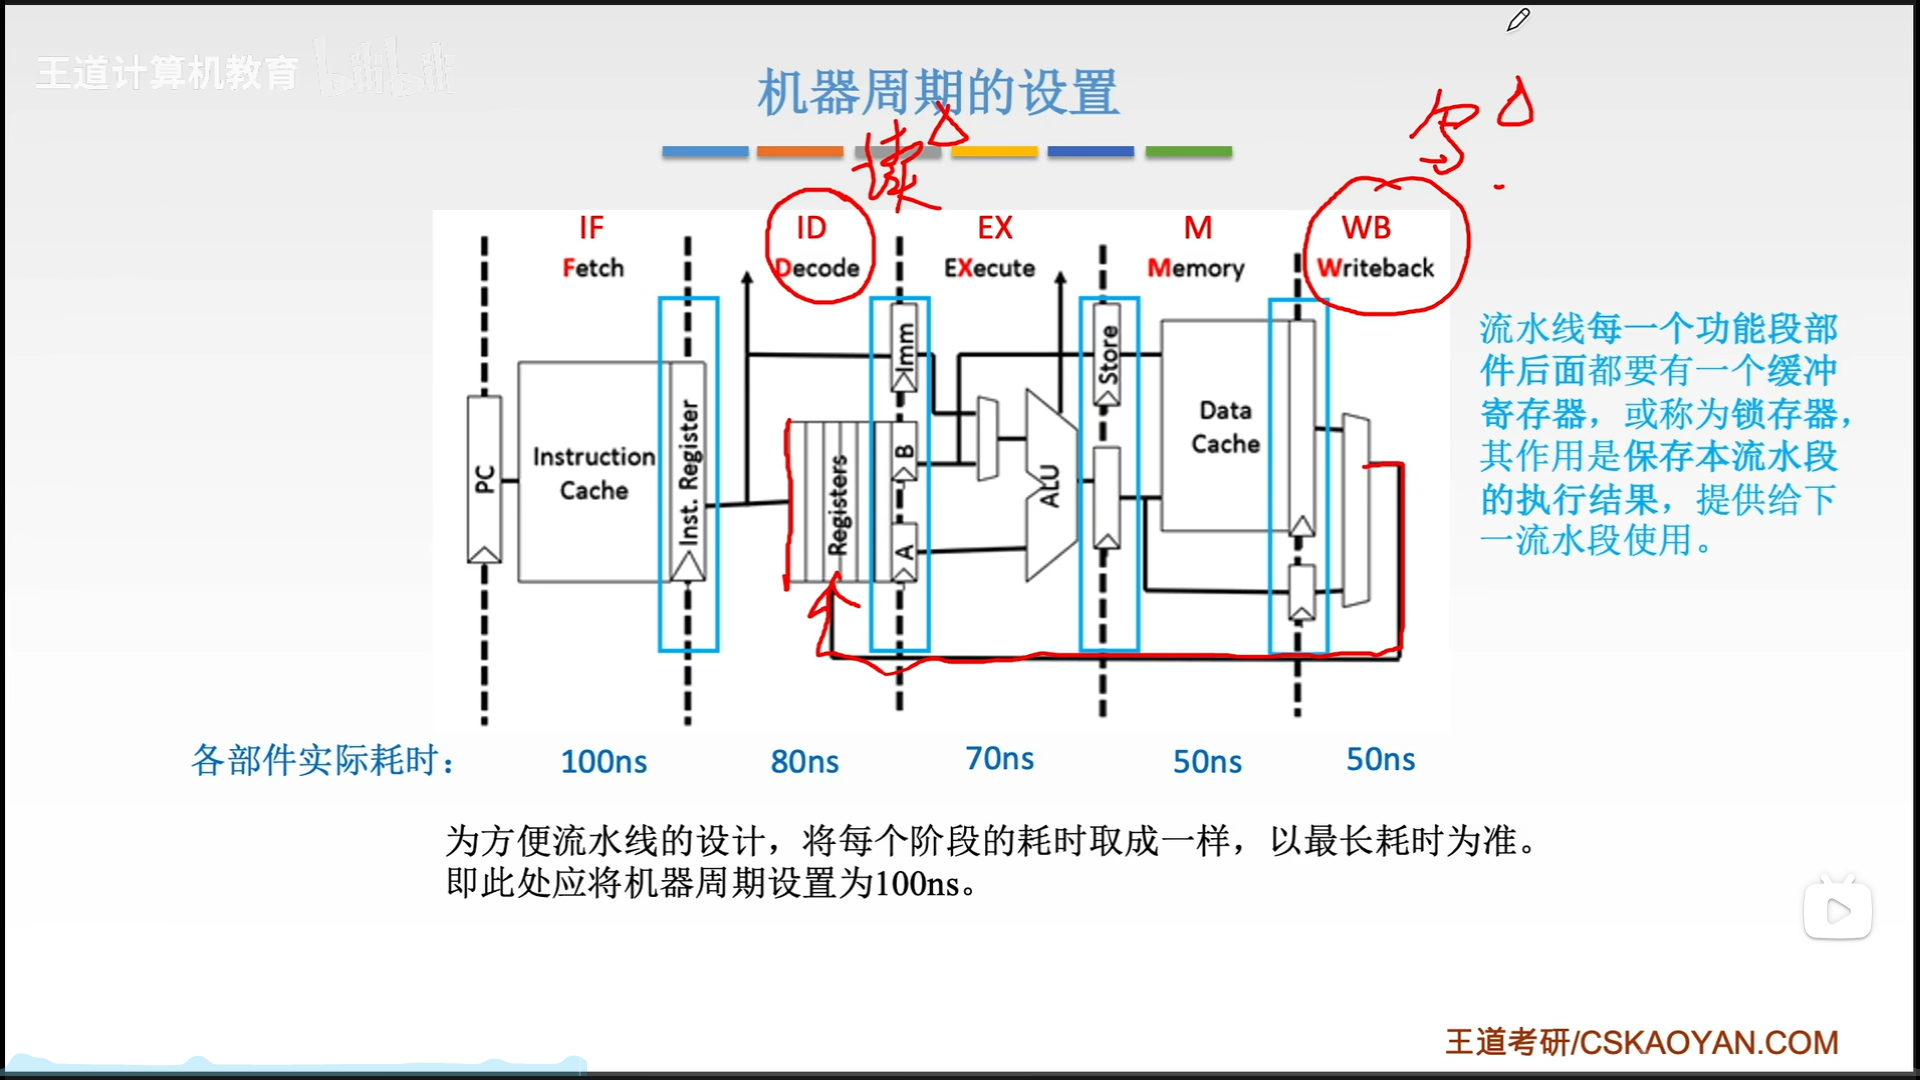 王道计算机教育 bilibili
机器周期的设置
读
写
IF
ID
EX
M
WB
Fetch
Decode
EXecute
Memory
Writeback
PC
Instruction
Cache
Inst. Register
Registers
Imm
B
A
ALU
Store
Data
Cache
流水线每一个功能段部
件后面都要有一个缓冲
寄存器，或称为锁存器，
其作用是保存本流水段
的执行结果，提供给下
一流水段使用。
各部件实际耗时：
100ns
80ns
70ns
50ns
50ns
为方便流水线的设计，将每个阶段的耗时取成一样，以最长耗时为准。
即此处应将机器周期设置为100ns。
王道考研/CSKAOYAN.COM